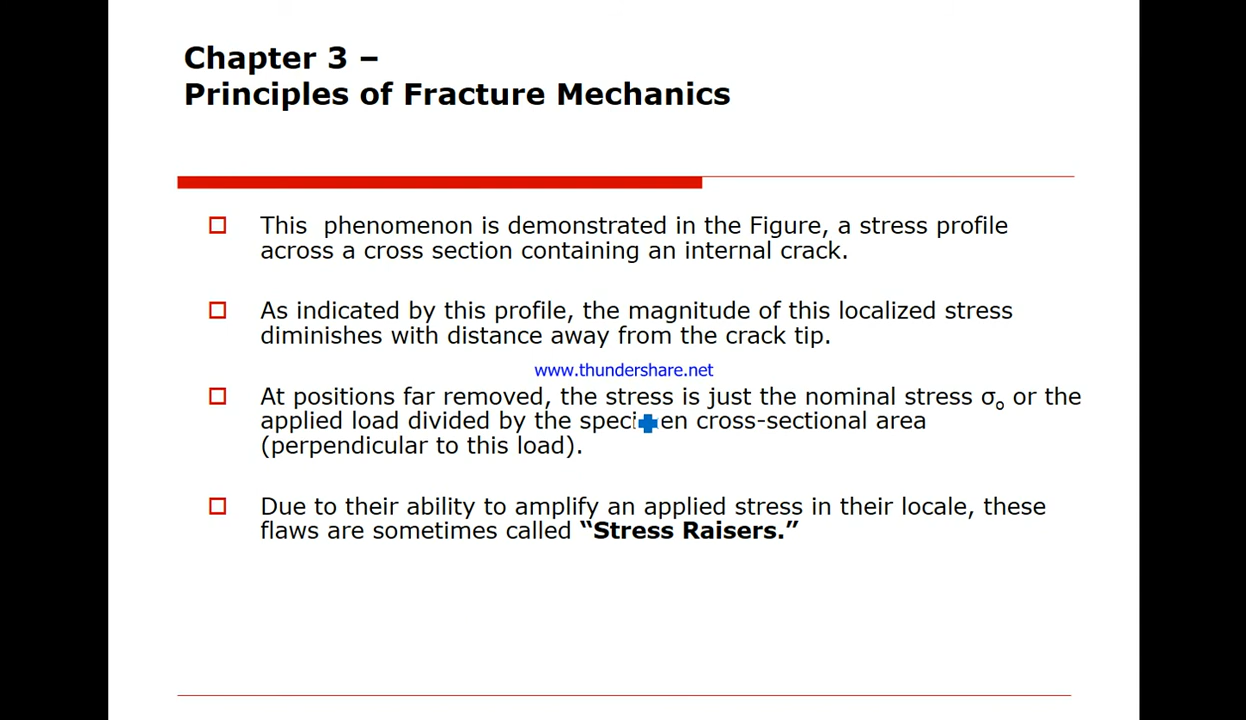 Chapter 3 –
Principles of Fracture Mechanics
This phenomenon is demonstrated in the Figure, a stress profile
across a cross section containing an internal crack.
As indicated by this profile, the magnitude of this localized stress
diminishes with distance away from the crack tip.
www.thundershare.net
At positions far removed, the stress is just the nominal stress σo or the
applied load divided by the specimen cross-sectional area
(perpendicular to this load).
Due to their ability to amplify an applied stress in their locale, these
flaws are sometimes called “Stress Raisers.”